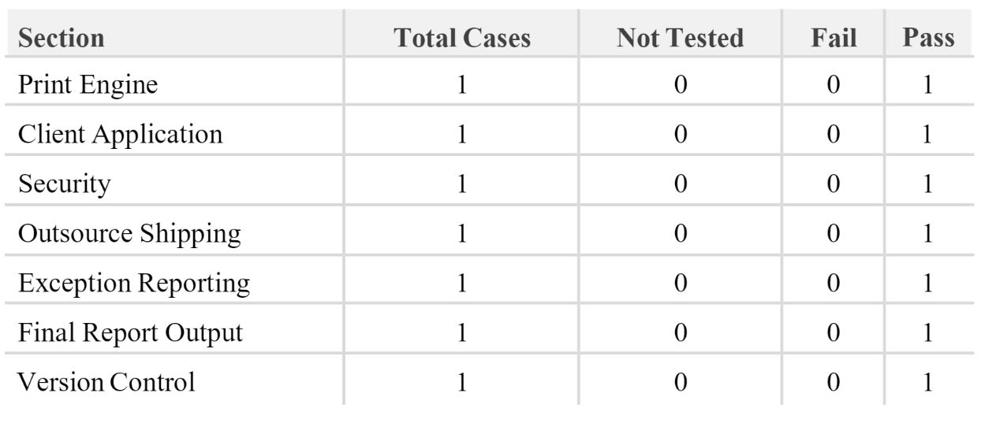 Section Total Cases Not Tested Fail Pass
Print Engine 1 0 0 1
Client Application 1 0 0 1
Security 1 0 0 1
Outsource Shipping 1 0 0 1
Exception Reporting 1 0 0 1
Final Report Output 1 0 0 1
Version Control 1 0 0 1